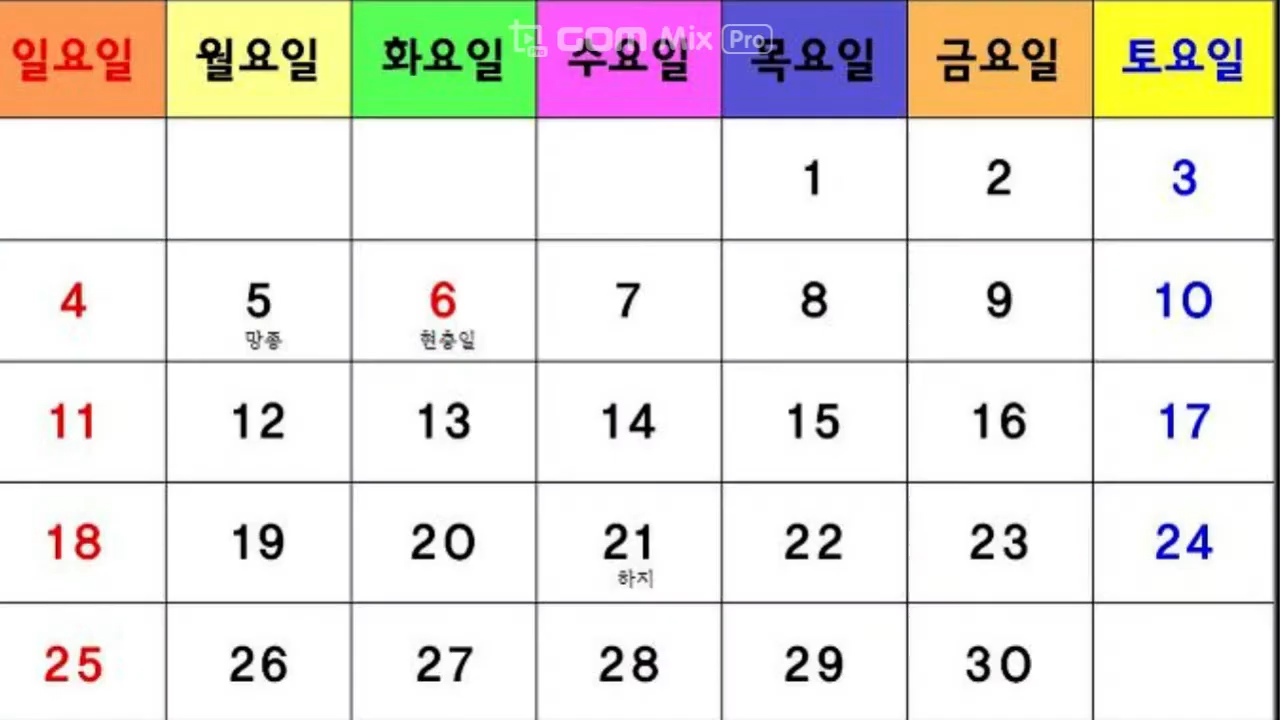 GOM Mix Pro
일요일 월요일 화요일 수요일 목요일 금요일 토요일
1 2 3
4 5 6 7 8 9 10
망종 현충일
11 12 13 14 15 16 17
18 19 20 21 22 23 24
하지
25 26 27 28 29 30